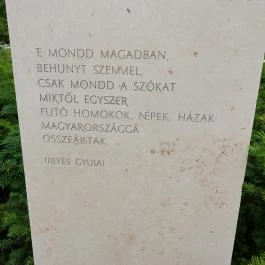 E MONDD MAGADBAN,
BEHUNYT SZEMMEL,
CSAK MONDD A SZÓKAT
MIKTŐL EGYSZER
FUTÓ HOMOKOK, NÉPEK, HÁZAK
MAGYARORSZÁGGÁ
ÖSSZEÁLLTAK.
ILLYÉS GYULA